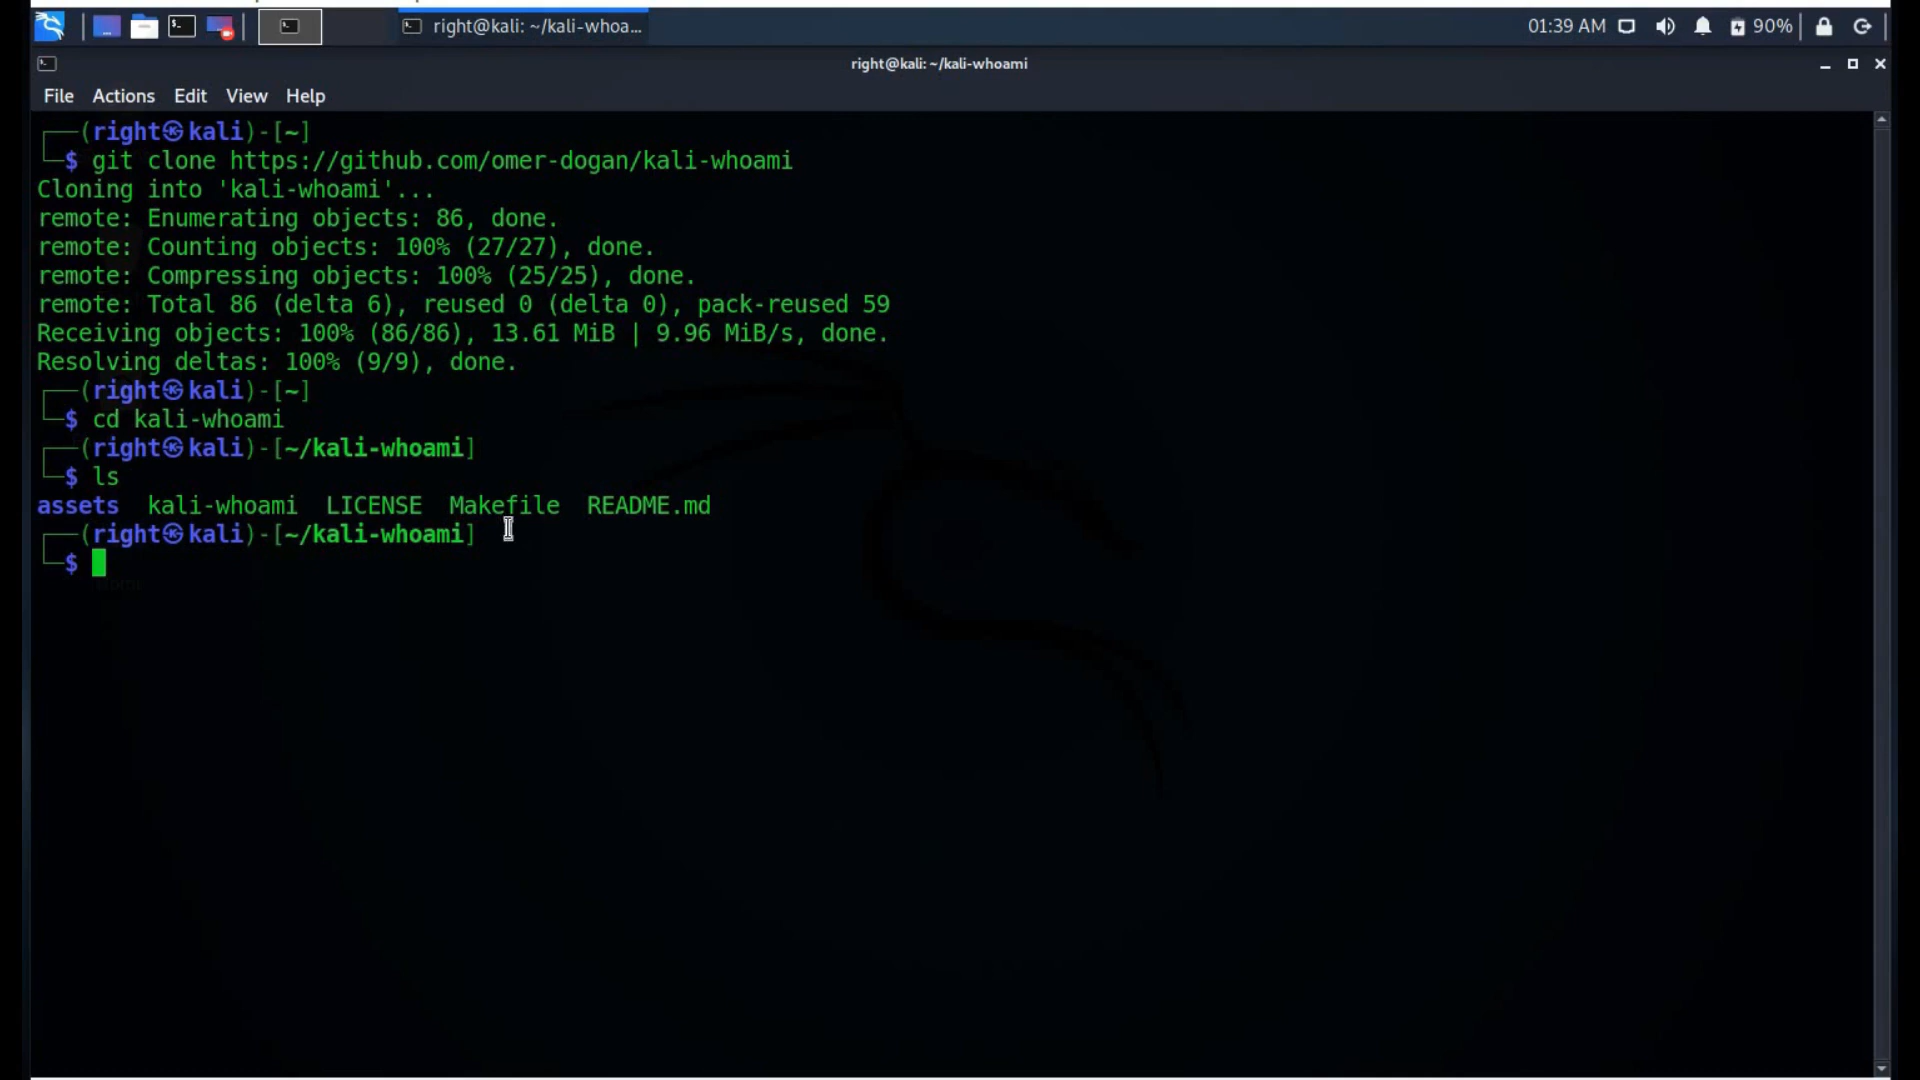 right@kali: ~/kali-whoa...
01:39 AM
90%
right@kali: ~/kali-whoami
File Actions Edit View Help
(right㉿kali)-[~]
$ git clone https://github.com/omer-dogan/kali-whoami
Cloning into 'kali-whoami'...
remote: Enumerating objects: 86, done.
remote: Counting objects: 100% (27/27), done.
remote: Compressing objects: 100% (25/25), done.
remote: Total 86 (delta 6), reused 0 (delta 0), pack-reused 59
Receiving objects: 100% (86/86), 13.61 MiB | 9.96 MiB/s, done.
Resolving deltas: 100% (9/9), done.
(right㉿kali)-[~]
$ cd kali-whoami
(right㉿kali)-[~/kali-whoami]
$ ls
assets kali-whoami LICENSE Makefile README.md
(right㉿kali)-[~/kali-whoami]
$